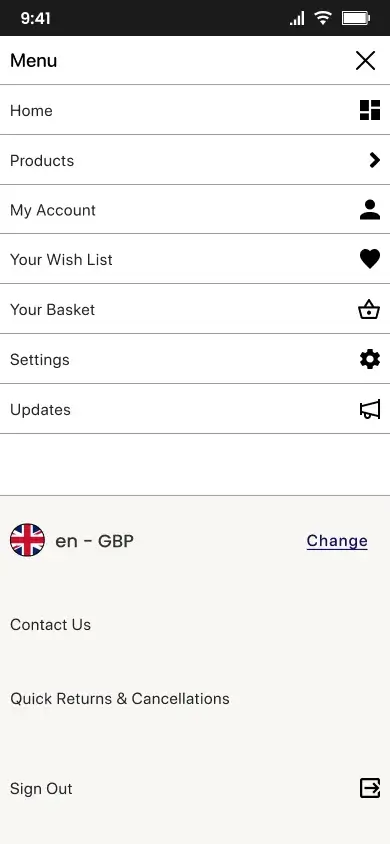 9:41
Menu
Home
Products
My Account
Your Wish List
Your Basket
Settings
Updates
en - GBP
Change
Contact Us
Quick Returns & Cancellations
Sign Out